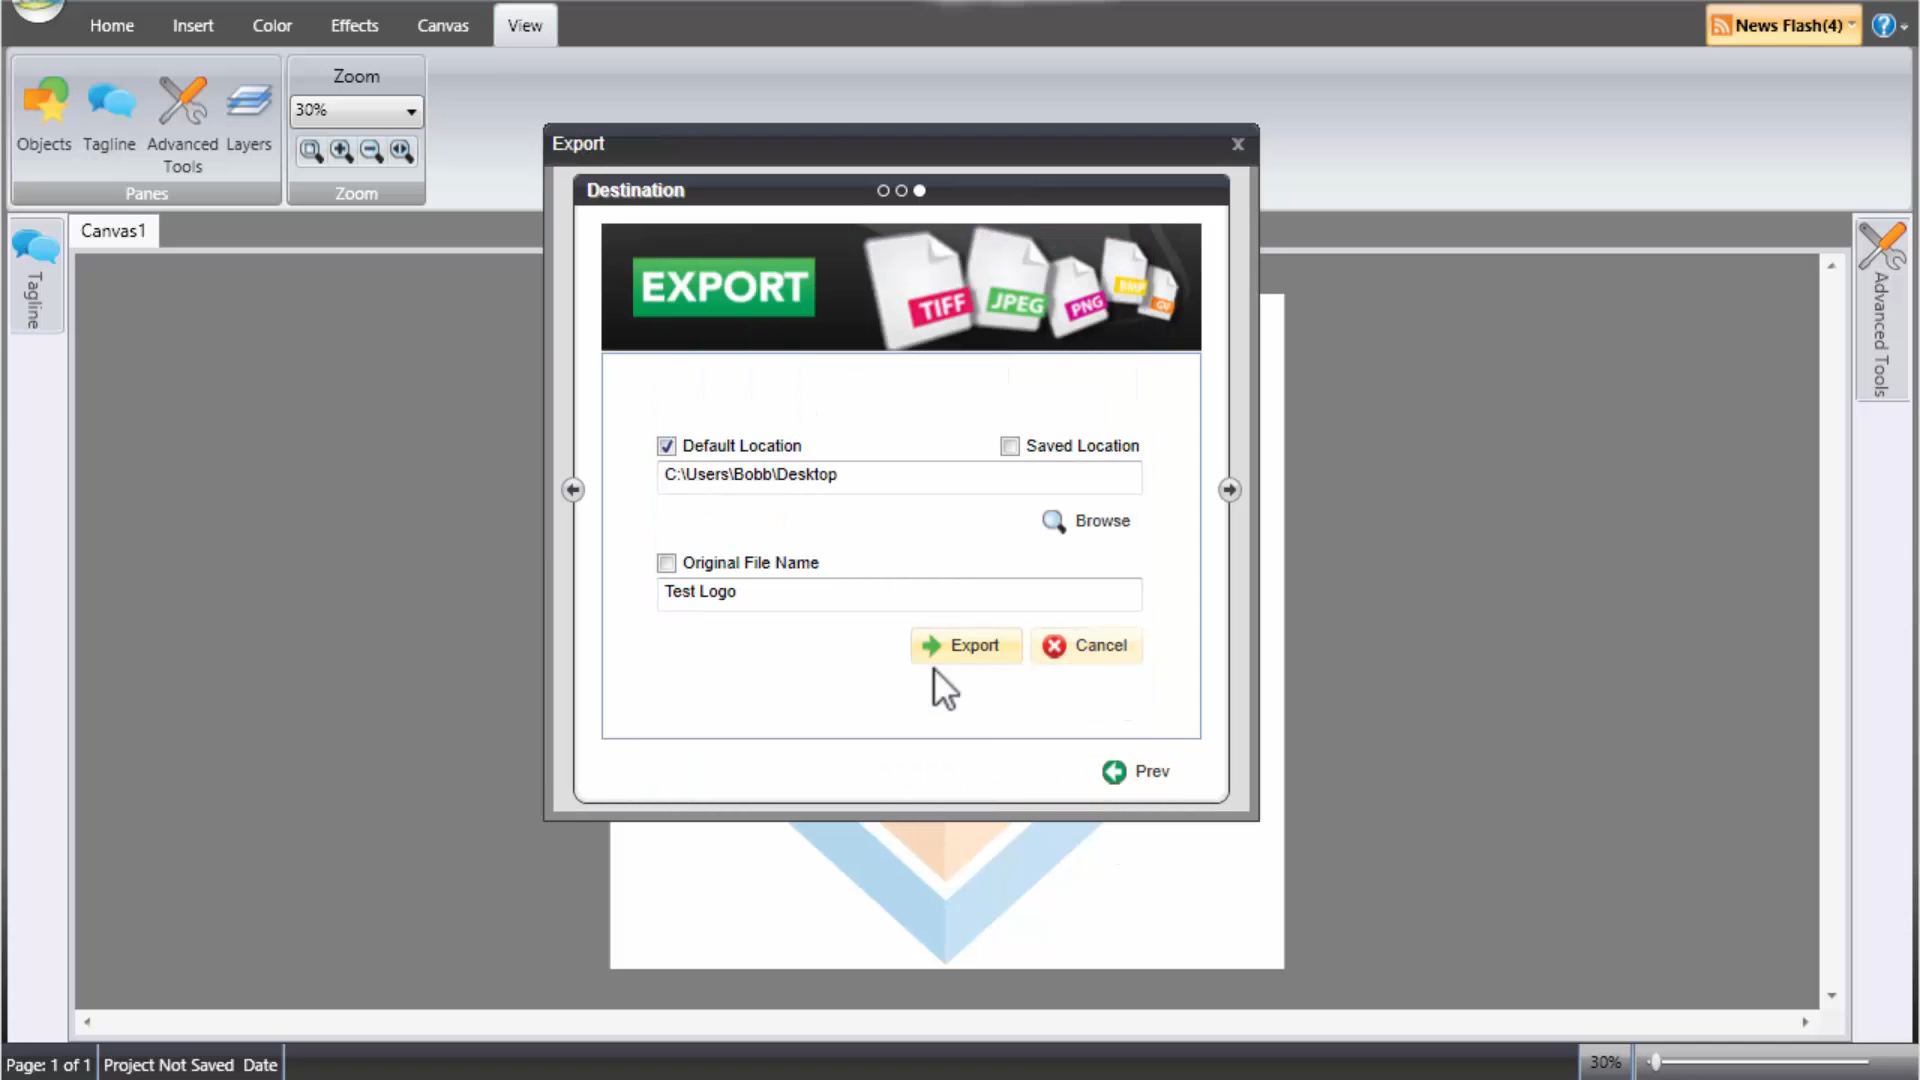 Home Insert Color Effects Canvas View
News Flash(4)
Zoom
30%
Objects Tagline Advanced Tools Layers
Panes Zoom
Export x
Destination
Canvas1
Tagline
Advanced Tools
EXPORT
TIFF JPEG PNG BMP GIF
Default Location Saved Location
C:\Users\Bobb\Desktop
Browse
Original File Name
Test Logo
Export Cancel
Prev
Page: 1 of 1 Project Not Saved Date
30%